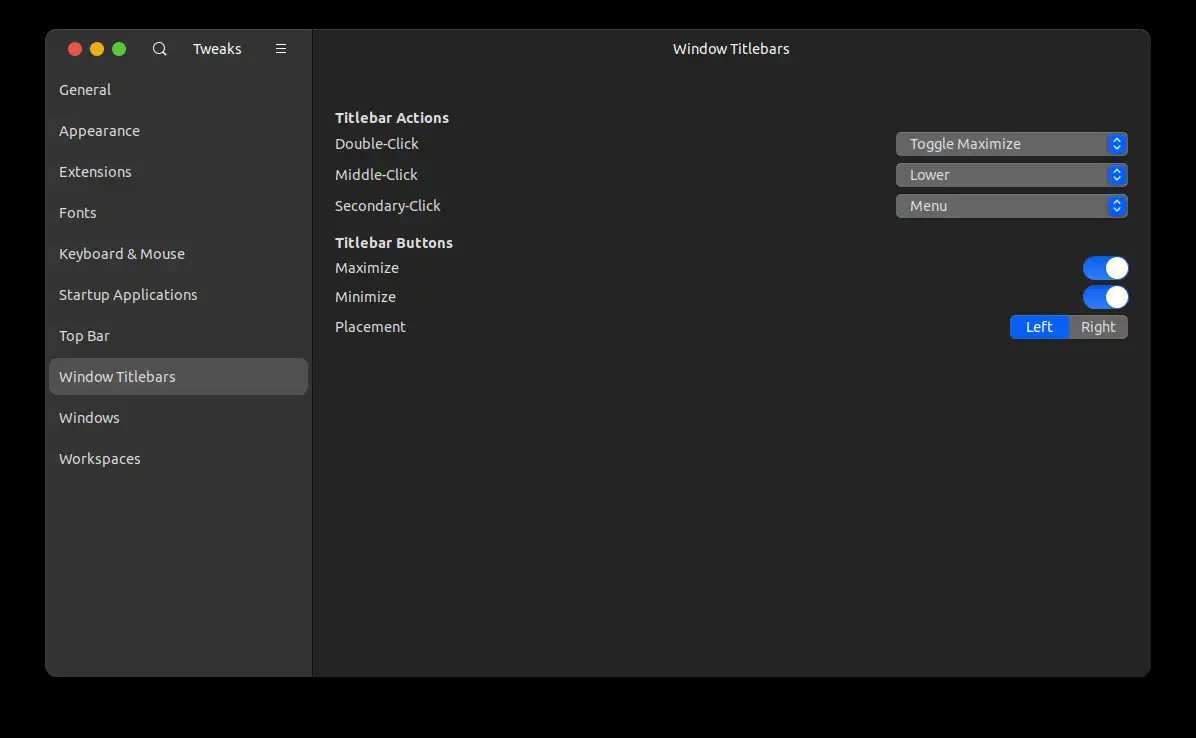 Tweaks
Window Titlebars
General
Appearance
Extensions
Fonts
Keyboard & Mouse
Startup Applications
Top Bar
Window Titlebars
Windows
Workspaces
Titlebar Actions
Double-Click Toggle Maximize
Middle-Click Lower
Secondary-Click Menu
Titlebar Buttons
Maximize
Minimize
Placement Left Right